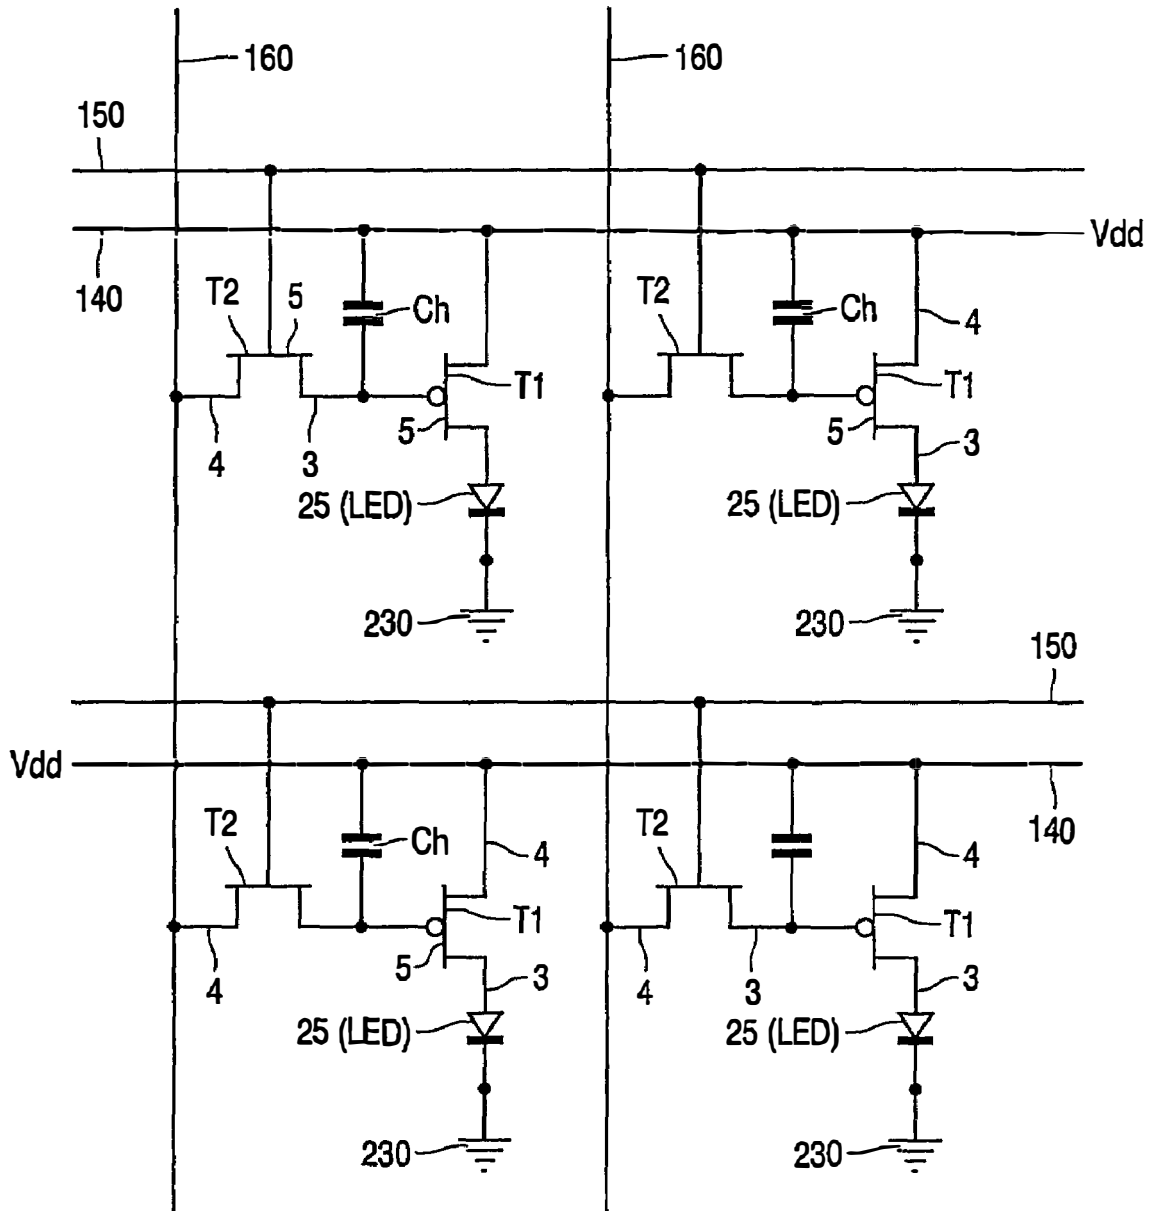 160 160
150
Vdd
140 T2 5 Ch T2 Ch 4
T1 T1
4 3 5 5 3
25 (LED) 25 (LED)
230 230
150
Vdd
T2 Ch 4 T2 4 140
T1 T1
4 5 3 4 3 3
25 (LED) 25 (LED)
230 230